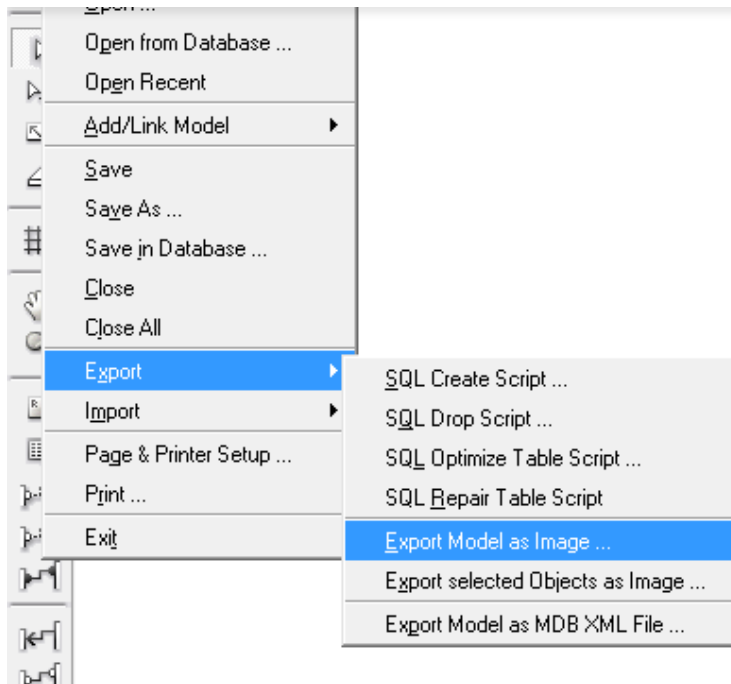 Open ...
Open from Database ...
Open Recent
Add/Link Model
Save
Save As ...
Save in Database ...
Close
Close All
Export
Import
Page & Printer Setup ...
Print ...
Exit
SQL Create Script ...
SQL Drop Script ...
SQL Optimize Table Script ...
SQL Repair Table Script
Export Model as Image ...
Export selected Objects as Image ...
Export Model as MDB XML File ...